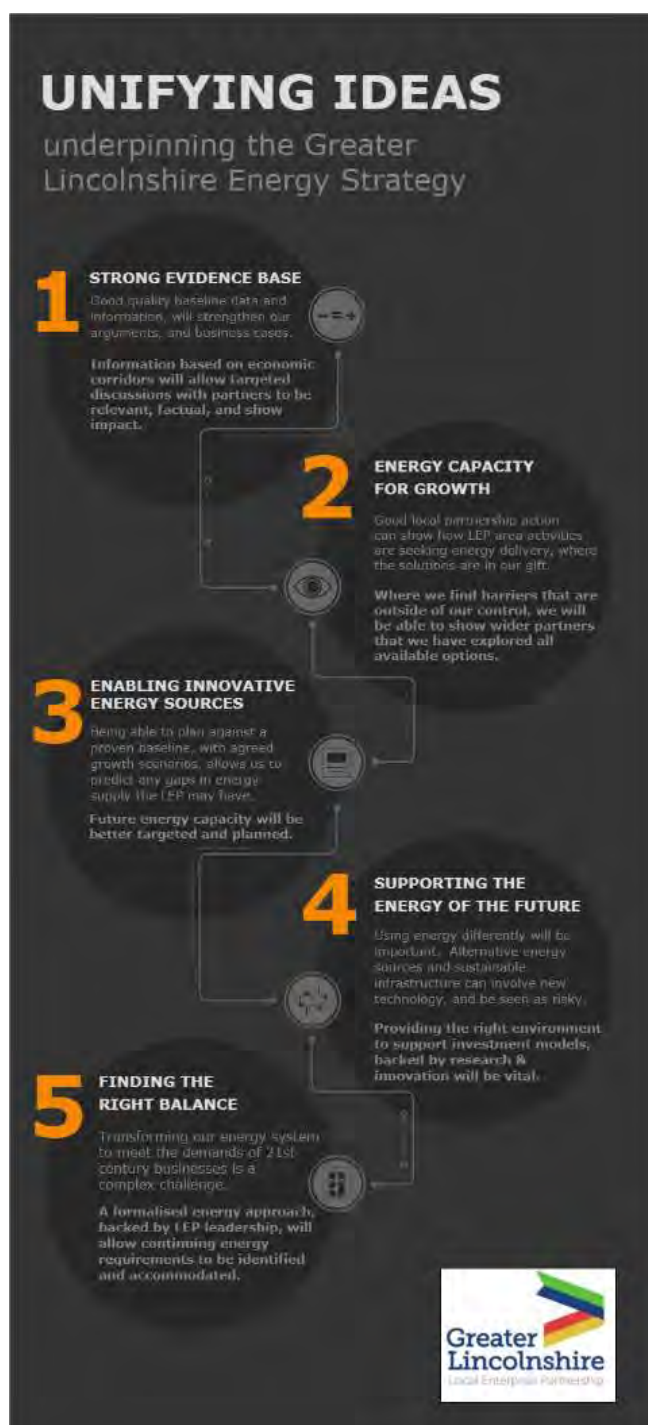 UNIFYING IDEAS
underpinning the Greater
Lincolnshire Energy Strategy
1
STRONG EVIDENCE BASE
Good quality baseline data and
information, will strengthen our
arguments, and business cases.
Information based on economic
corridors will allow targeted
discussions with partners to be
relevant, factual, and show
impact.
2
ENERGY CAPACITY
FOR GROWTH
Good local partnership action
can show how LEP area activities
are seeking energy delivery, where
the solutions are in our gift.
Where we find barriers that are
outside of our control, we will
be able to show wider partners
that we have explored all
available options.
3
ENABLING INNOVATIVE
ENERGY SOURCES
Being able to plan against a
proven baseline, with agreed
growth scenarios, allows us to
predict any gaps in energy
supply the LEP may have.
Future energy capacity will be
better targeted and planned.
4
SUPPORTING THE
ENERGY OF THE FUTURE
Using energy differently will be
important. Alternative energy
sources and sustainable
infrastructure can involve new
technology, and be seen as risky.
Providing the right environment
to support investment models,
backed by research &
innovation will be vital.
5
FINDING THE
RIGHT BALANCE
Transforming our energy system
to meet the demands of 21st
century businesses is a
complex challenge.
A formalised energy approach,
backed by LEP leadership, will
allow continuing energy
requirements to be identified
and accommodated.
Greater
Lincolnshire
Local Enterprise Partnership